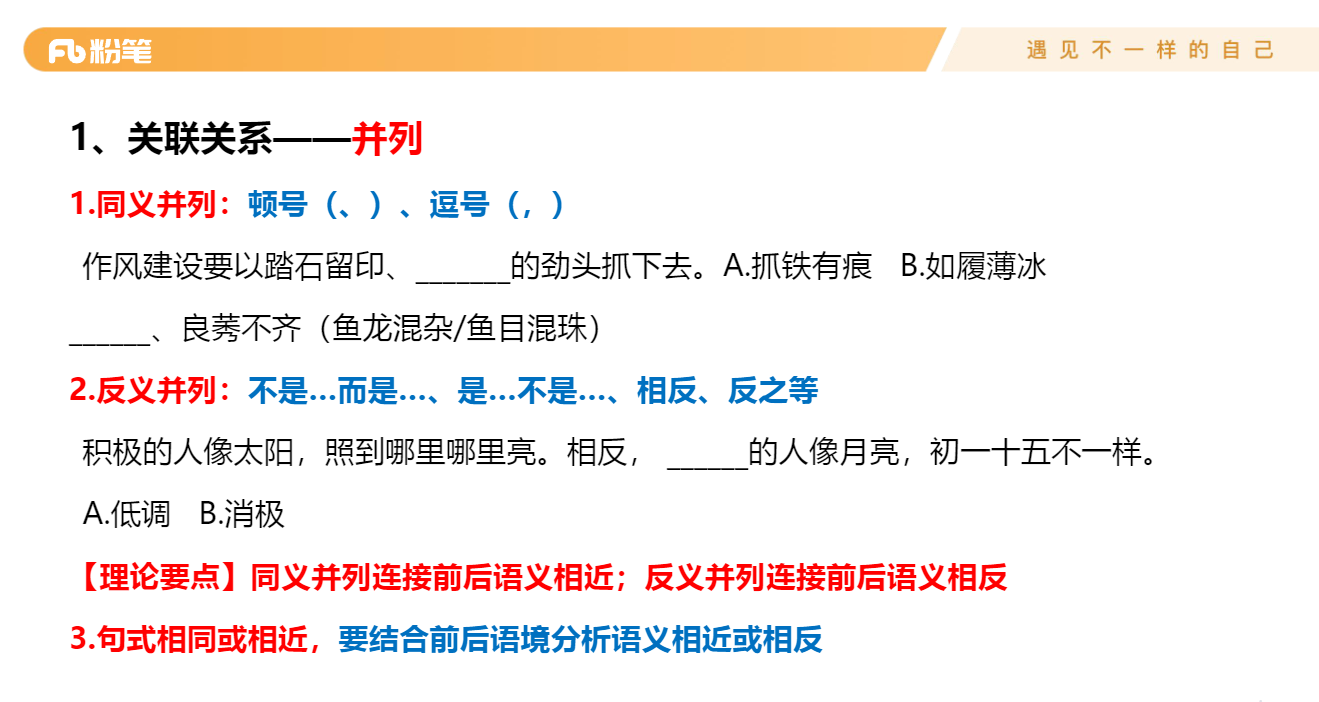 粉笔
遇见不一样的自己
1、关联关系——并列
1.同义并列：顿号（、）、逗号（，）
作风建设要以踏石留印、_______的劲头抓下去。A.抓铁有痕 B.如履薄冰
______、良莠不齐（鱼龙混杂/鱼目混珠）
2.反义并列：不是…而是…、是…不是…、相反、反之等
积极的人像太阳，照到哪里哪里亮。相反， ______的人像月亮，初一十五不一样。
A.低调 B.消极
【理论要点】同义并列连接前后语义相近；反义并列连接前后语义相反
3.句式相同或相近，要结合前后语境分析语义相近或相反